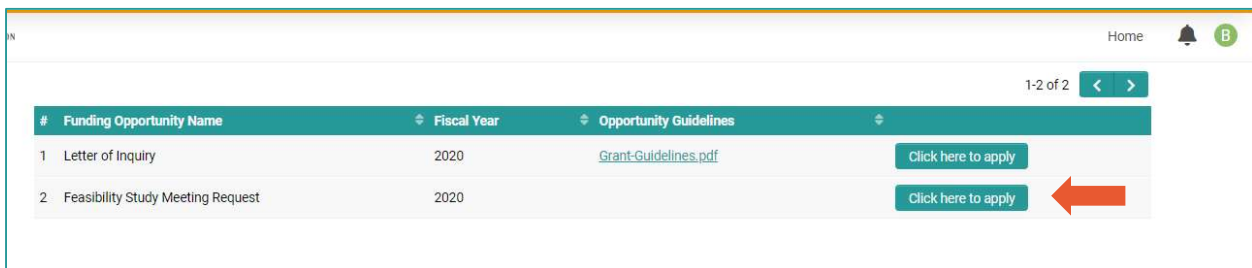 ON
Home B
1-2 of 2 < >
# Funding Opportunity Name Fiscal Year Opportunity Guidelines
1 Letter of Inquiry 2020 Grant-Guidelines.pdf Click here to apply
2 Feasibility Study Meeting Request 2020 Click here to apply